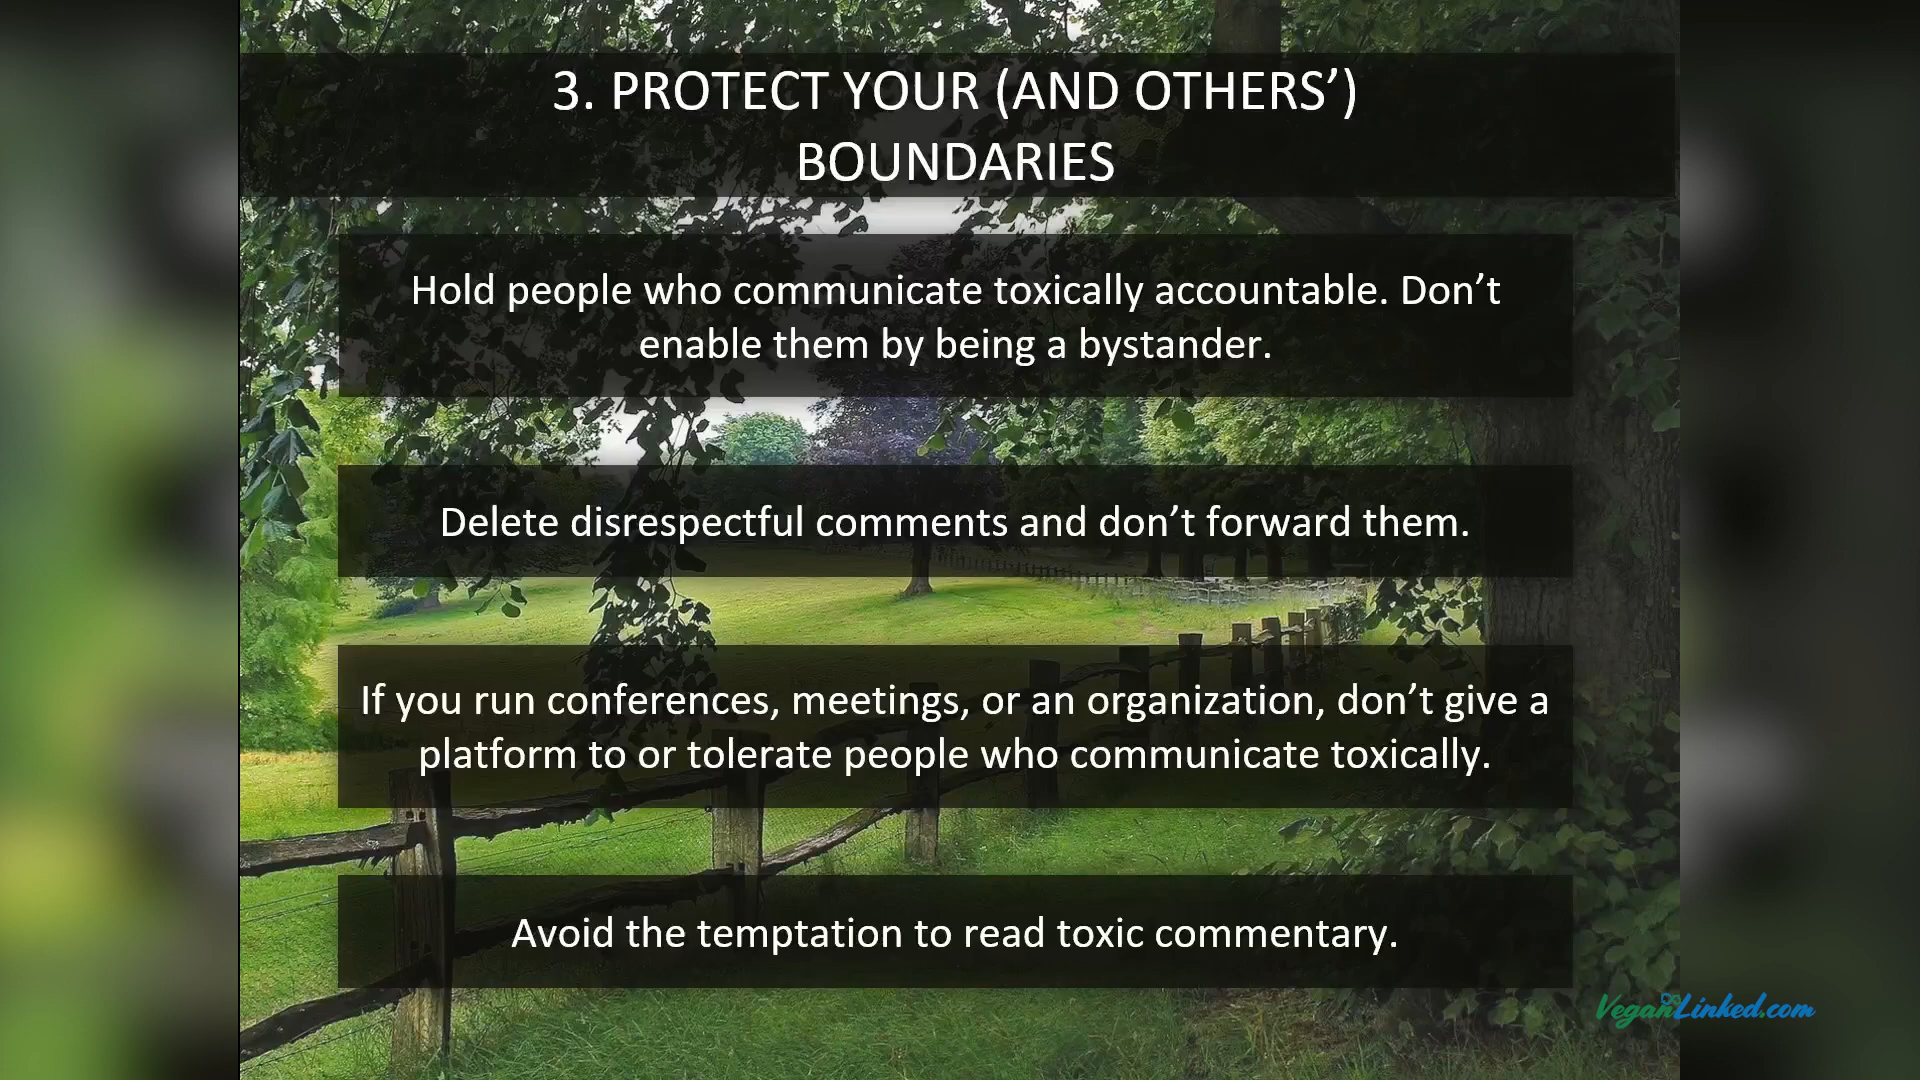 3. PROTECT YOUR (AND OTHERS’)
BOUNDARIES
Hold people who communicate toxically accountable. Don’t
enable them by being a bystander.
Delete disrespectful comments and don’t forward them.
If you run conferences, meetings, or an organization, don’t give a
platform to or tolerate people who communicate toxically.
Avoid the temptation to read toxic commentary.
VeganLinked.com